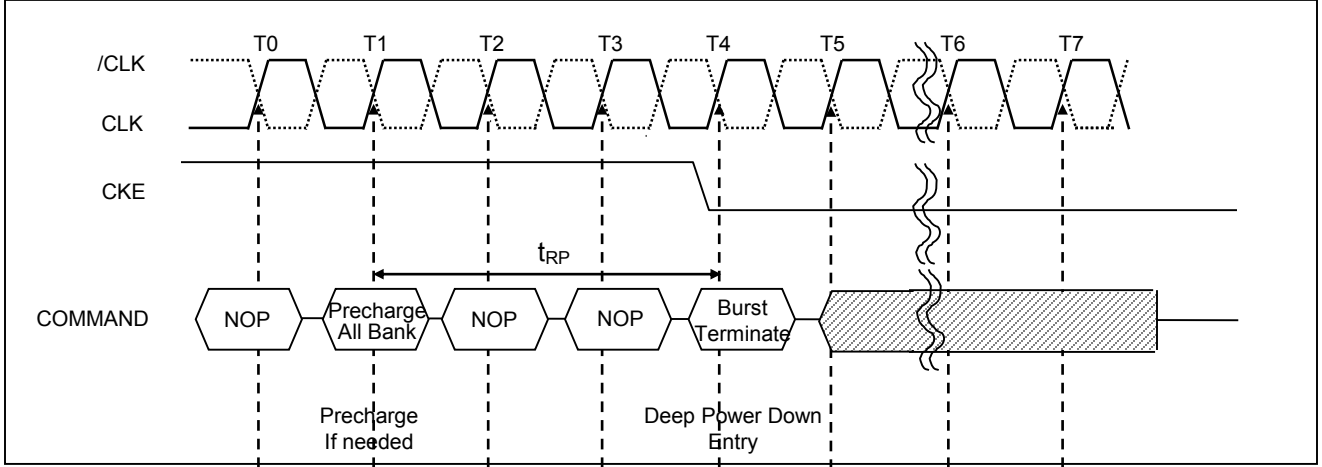 T0 T1 T2 T3 T4 T5 T6 T7
/CLK
CLK
CKE
tRP
COMMAND
NOP
Precharge
All Bank
NOP
NOP
Burst
Terminate
Precharge
If needed
Deep Power Down
Entry